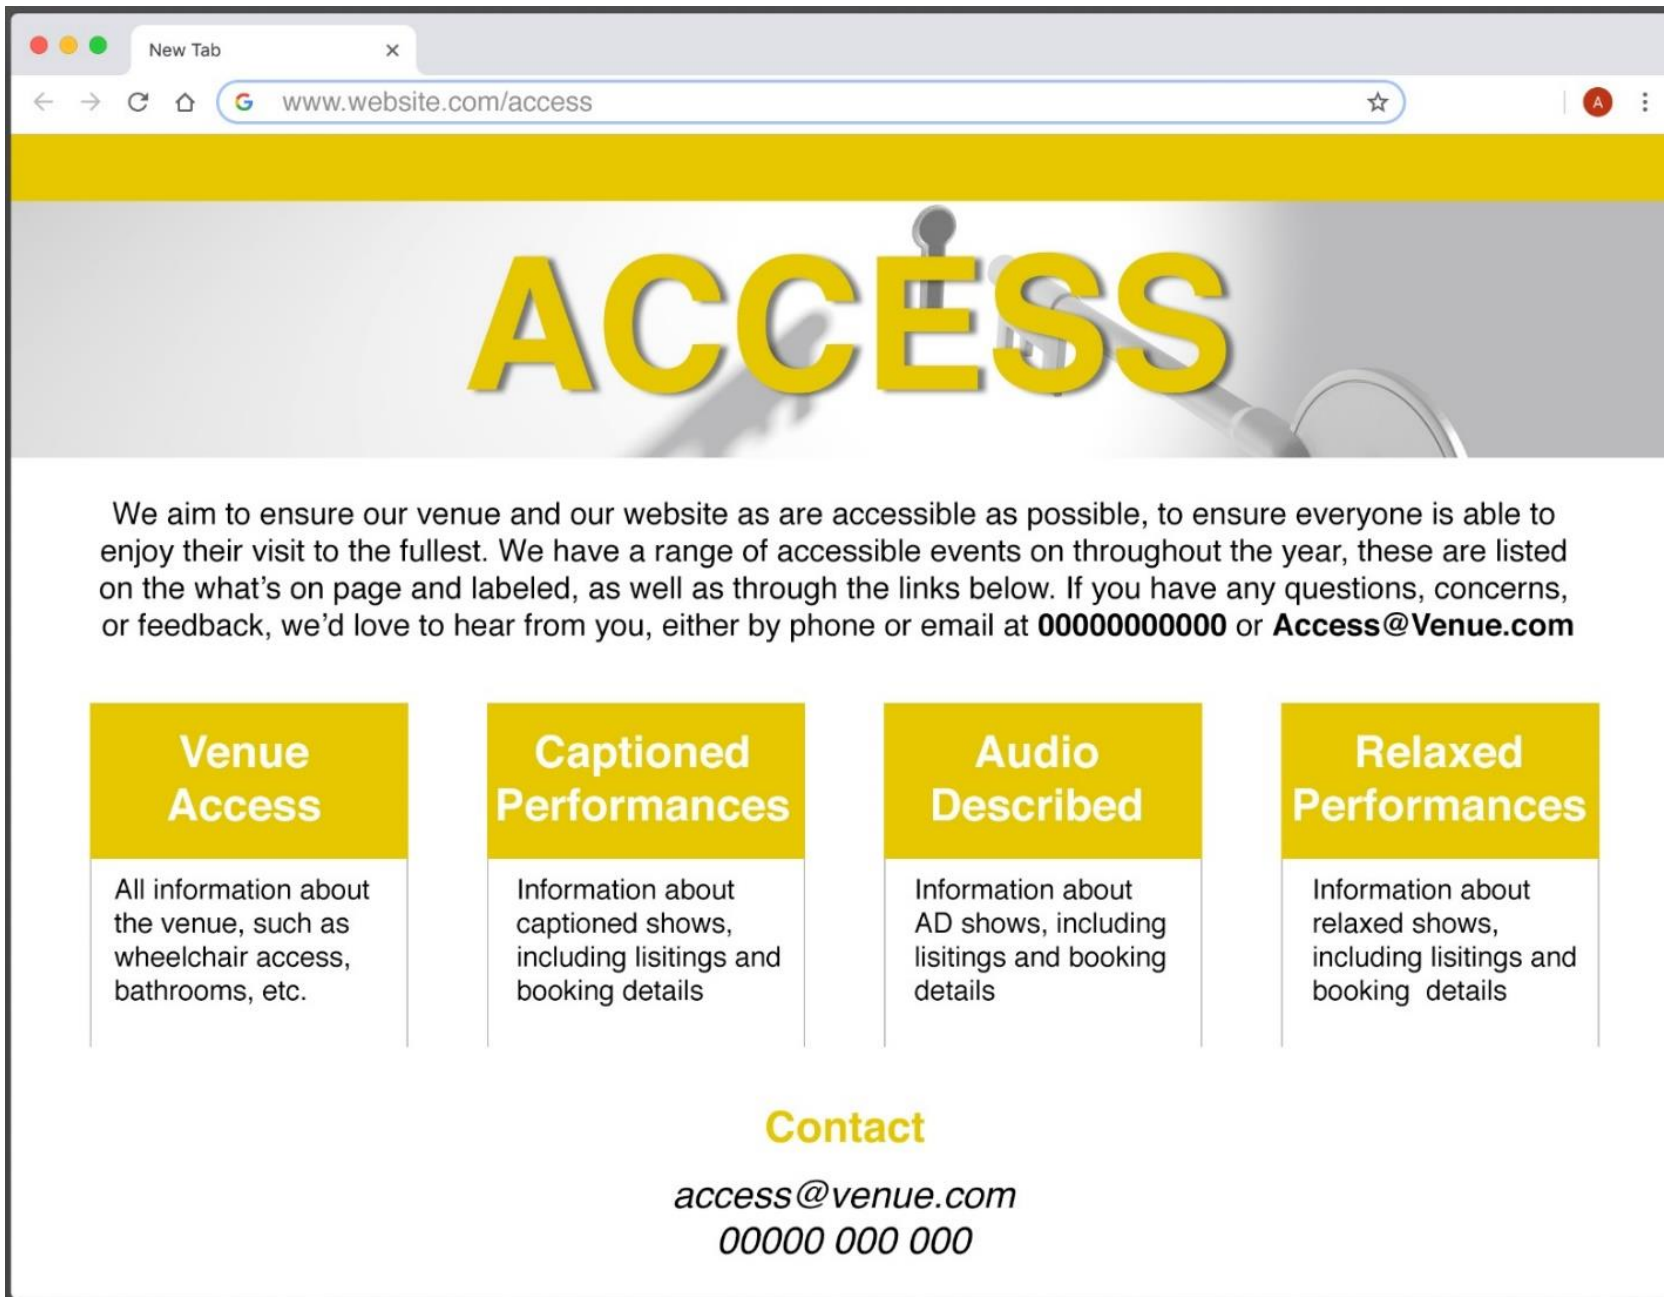 New Tab
www.website.com/access
A
ACCESS
We aim to ensure our venue and our website as are accessible as possible, to ensure everyone is able to
enjoy their visit to the fullest. We have a range of accessible events on throughout the year, these are listed
on the what's on page and labeled, as well as through the links below. If you have any questions, concerns,
or feedback, we'd love to hear from you, either by phone or email at 00000000000 or Access@Venue.com
Venue
Access
All information about
the venue, such as
wheelchair access,
bathrooms, etc.
Captioned
Performances
Information about
captioned shows,
including lisitings and
booking details
Audio
Described
Information about
AD shows, including
lisitings and booking
details
Relaxed
Performances
Information about
relaxed shows,
including lisitings and
booking  details
Contact
access@venue.com
00000 000 000